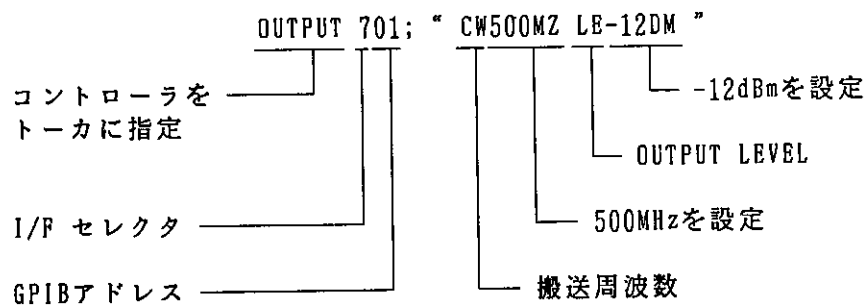 OUTPUT 701; “ CW500MZ LE-12DM ”
コントローラを
トーカに指定
-12dBmを設定
OUTPUT LEVEL
I/F セレクタ
500MHzを設定
GPIBアドレス
搬送周波数